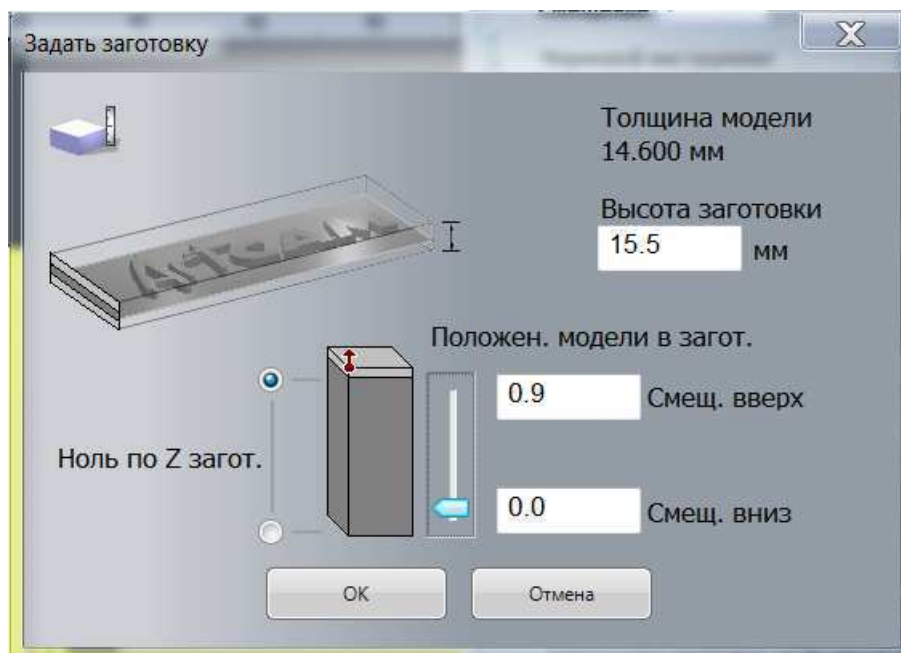 Задать заготовку
Толщина модели
14.600 мм
Высота заготовки
15.5 мм
Положен. модели в загот.
0.9 Смещ. вверх
Ноль по Z загот.
0.0 Смещ. вниз
OK Отмена